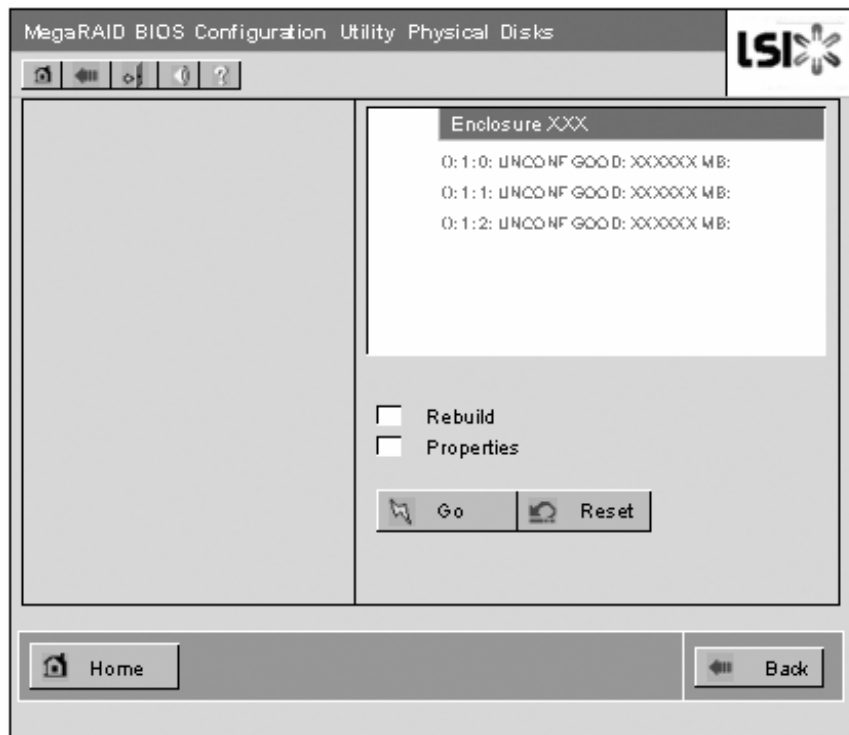 MegaRAID BIOS Configuration Utility Physical Disks
LSI
?
Enclosure XXX
0:1:0: UNCONF GOOD: XXXXXX MB:
0:1:1: UNCONF GOOD: XXXXXX MB:
0:1:2: UNCONF GOOD: XXXXXX MB:
Rebuild
Properties
Go
Reset
Home
Back